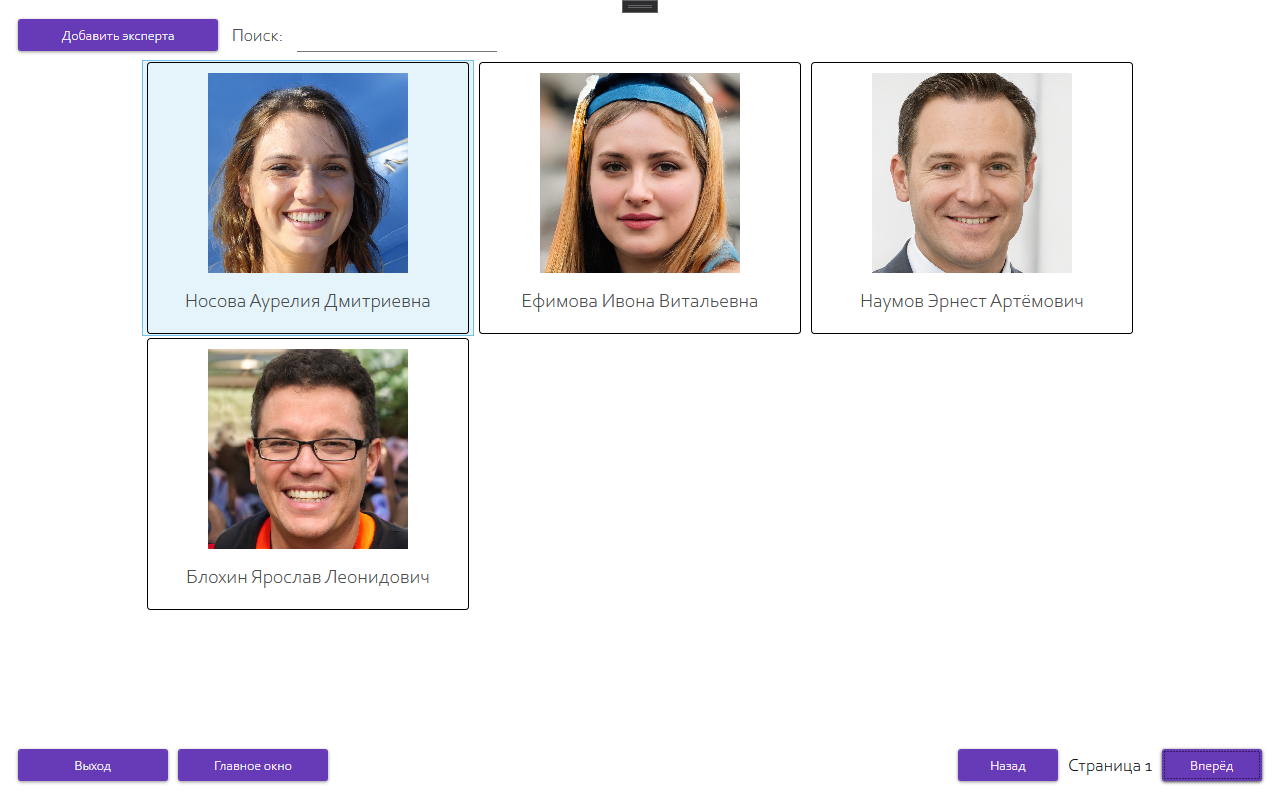 Добавить эксперта
Поиск:
Носова Аурелия Дмитриевна
Ефимова Ивона Витальевна
Наумов Эрнест Артёмович
Блохин Ярослав Леонидович
Выход
Главное окно
Назад
Страница 1
Вперёд